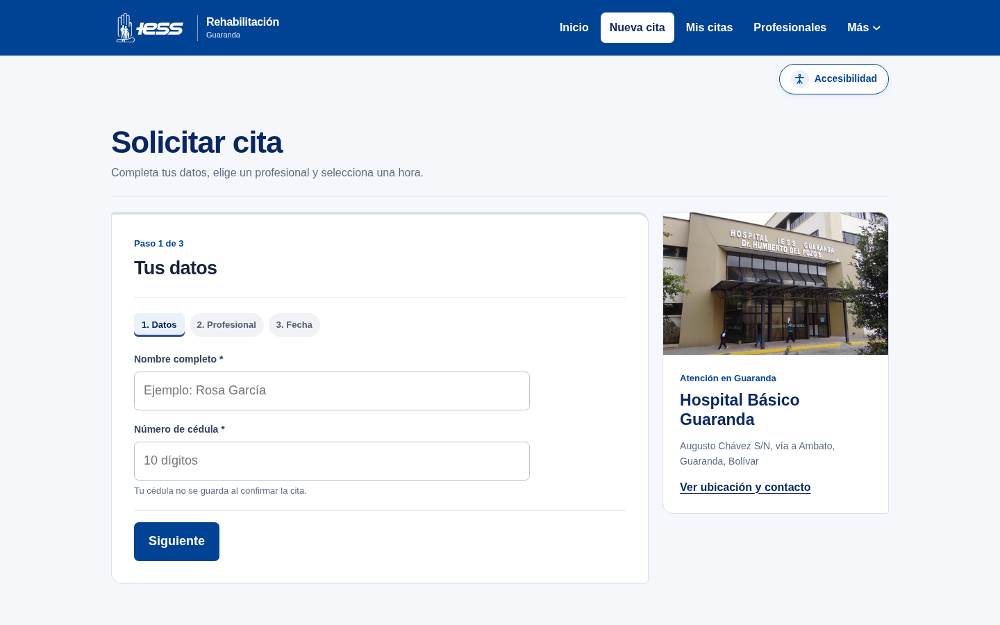 IESS
Rehabilitación
Guaranda
Inicio
Nueva cita
Mis citas
Profesionales
Más
Accesibilidad
Solicitar cita
Completa tus datos, elige un profesional y selecciona una hora.
Paso 1 de 3
Tus datos
1. Datos
2. Profesional
3. Fecha
Nombre completo *
Ejemplo: Rosa García
Número de cédula *
10 dígitos
Tu cédula no se guarda al confirmar la cita.
Siguiente
HOSPITAL IESS GUARANDA
Dr. HUMBERTO DEL POZO S.
Atención en Guaranda
Hospital Básico
Guaranda
Augusto Chávez S/N, vía a Ambato,
Guaranda, Bolívar
Ver ubicación y contacto